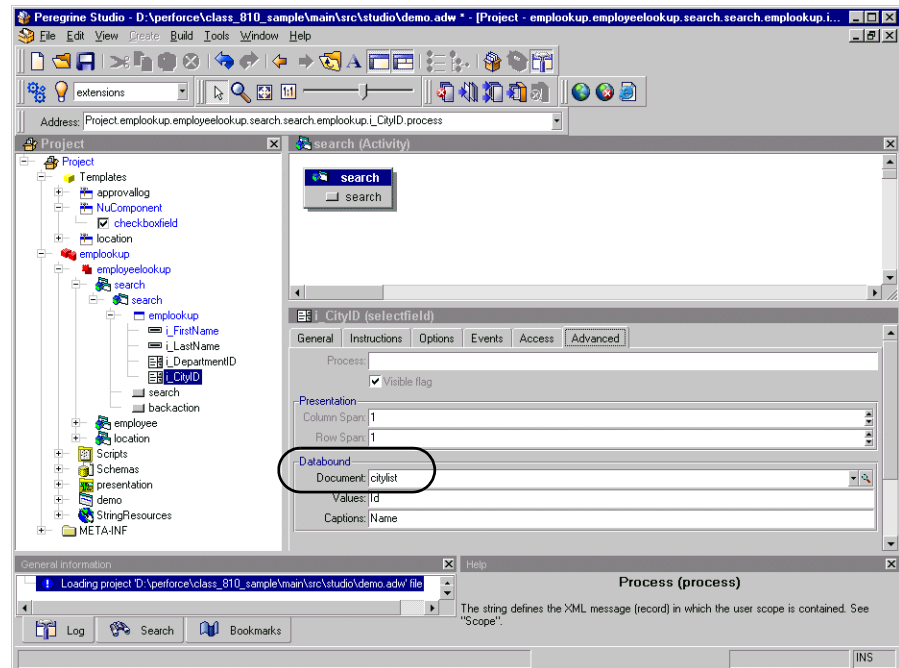 Peregrine Studio - D:\perforce\class_810_sample\main\src\studio\demo.adw * - [Project - emplookup.employeelookup.search.search.emplookup.i...
File Edit View Create Build Tools Window Help
A
extensions
1:1
Address: Project.emplookup.employeelookup.search.search.emplookup.i_CityID.process
Project
Project
Templates
approvallog
NuComponent
checkboxfield
location
emplookup
employeelookup
search
search
emplookup
i_FirstName
i_LastName
i_DepartmentID
i_CityID
search
backaction
employee
location
Scripts
Schemas
presentation
demo
StringResources
META-INF
search (Activity)
search
search
i_CityID (selectfield)
General Instructions Options Events Access Advanced
Process:
Visible flag
Presentation
Column Span: 1
Row Span: 1
Databound
Document: citylist
Values: Id
Captions: Name
General information
Loading project 'D:\perforce\class_810_sample\main\src\studio\demo.adw' file
Log Search Bookmarks
Help
Process (process)
The string defines the XML message (record) in which the user scope is contained. See
"Scope".
INS